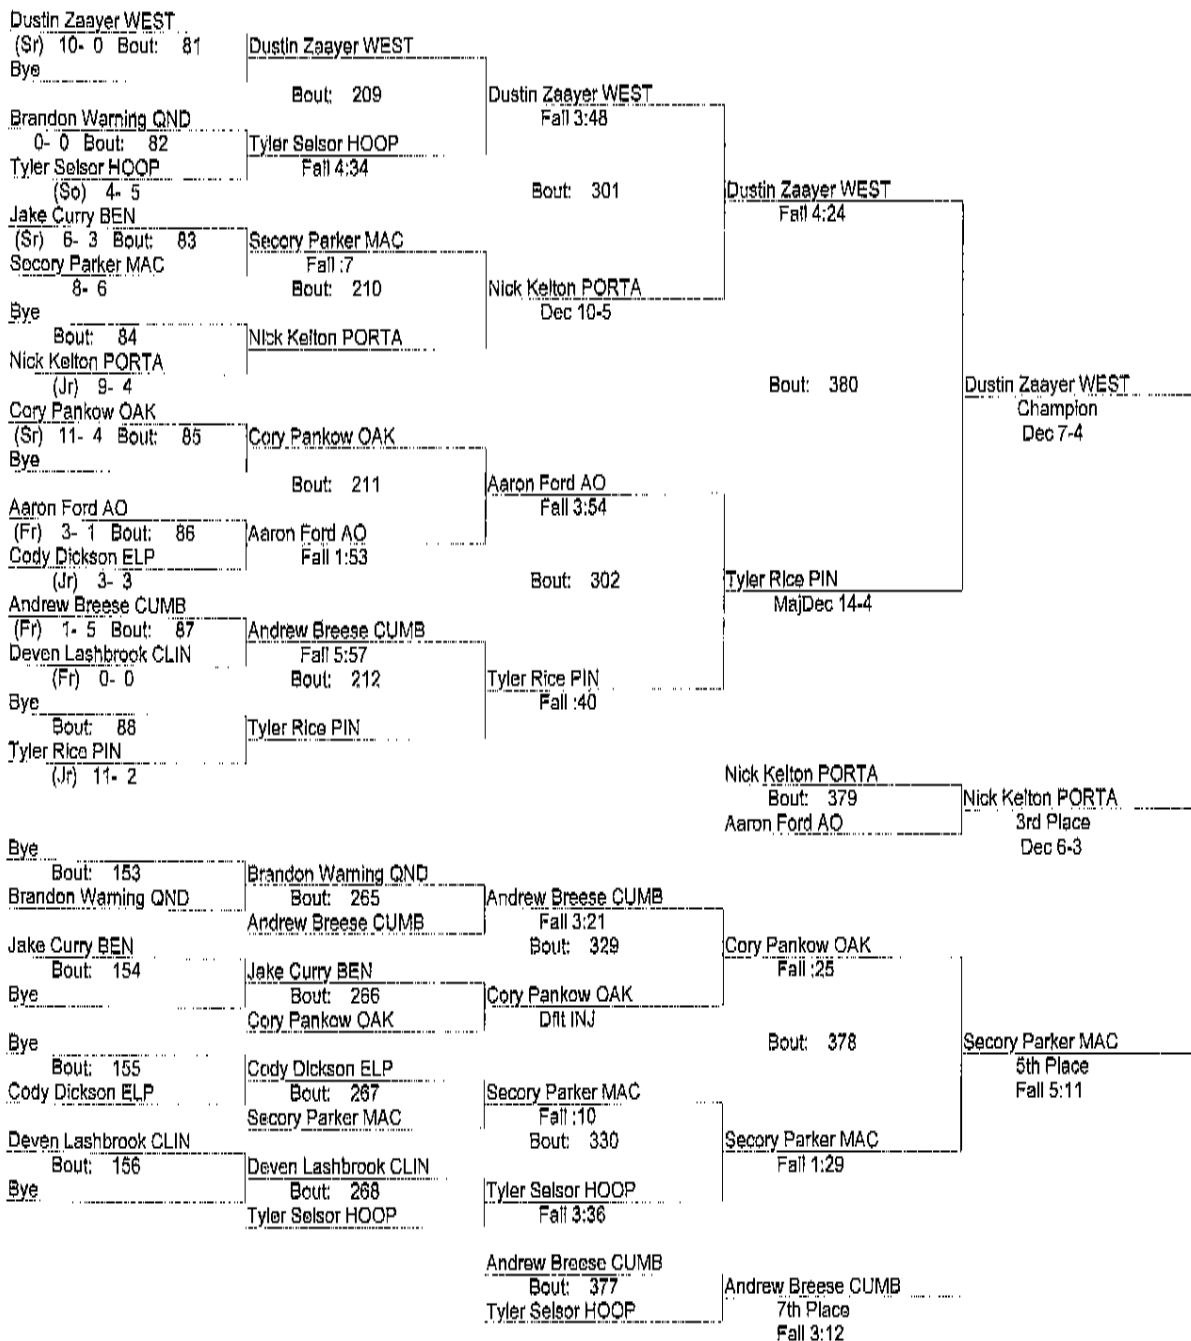 Dustin Zaayer WEST
(Sr) 10- 0 Bout: 81
Bye
Dustin Zaayer WEST
Bout: 209
Brandon Warning QND
0- 0 Bout: 82
Tyler Selsor HOOP
(So) 4- 5
Tyler Selsor HOOP
Fall 4:34
Dustin Zaayer WEST
Fall 3:48
Bout: 301
Jake Curry BEN
(Sr) 6- 3 Bout: 83
Secory Parker MAC
8- 6
Secory Parker MAC
Fall :7
Bout: 210
Bye
Bout: 84
Nick Kelton PORTA
(Jr) 9- 4
Nick Kelton PORTA
Nick Kelton PORTA
Dec 10-5
Dustin Zaayer WEST
Fall 4:24
Bout: 380
Cory Pankow OAK
(Sr) 11- 4 Bout: 85
Bye
Cory Pankow OAK
Bout: 211
Aaron Ford AO
(Fr) 3- 1 Bout: 86
Cody Dickson ELP
(Jr) 3- 3
Aaron Ford AO
Fall 1:53
Aaron Ford AO
Fall 3:54
Bout: 302
Andrew Breese CUMB
(Fr) 1- 5 Bout: 87
Deven Lashbrook CLIN
(Fr) 0- 0
Andrew Breese CUMB
Fall 5:57
Bout: 212
Bye
Bout: 88
Tyler Rice PIN
(Jr) 11- 2
Tyler Rice PIN
Tyler Rice PIN
Fall :40
Tyler Rice PIN
MajDec 14-4
Dustin Zaayer WEST
Champion
Dec 7-4
Nick Kelton PORTA
Bout: 379
Aaron Ford AO
Nick Kelton PORTA
3rd Place
Dec 6-3
Bye
Bout: 153
Brandon Warning QND
Brandon Warning QND
Bout: 265
Andrew Breese CUMB
Andrew Breese CUMB
Fall 3:21
Bout: 329
Jake Curry BEN
Bout: 154
Bye
Jake Curry BEN
Bout: 266
Cory Pankow OAK
Cory Pankow OAK
Dflt INJ
Cory Pankow OAK
Fall :25
Bout: 378
Bye
Bout: 155
Cody Dickson ELP
Cody Dickson ELP
Bout: 267
Secory Parker MAC
Secory Parker MAC
Fall :10
Bout: 330
Deven Lashbrook CLIN
Bout: 156
Bye
Deven Lashbrook CLIN
Bout: 268
Tyler Selsor HOOP
Tyler Selsor HOOP
Fall 3:36
Secory Parker MAC
Fall 1:29
Secory Parker MAC
5th Place
Fall 5:11
Andrew Breese CUMB
Bout: 377
Tyler Selsor HOOP
Andrew Breese CUMB
7th Place
Fall 3:12